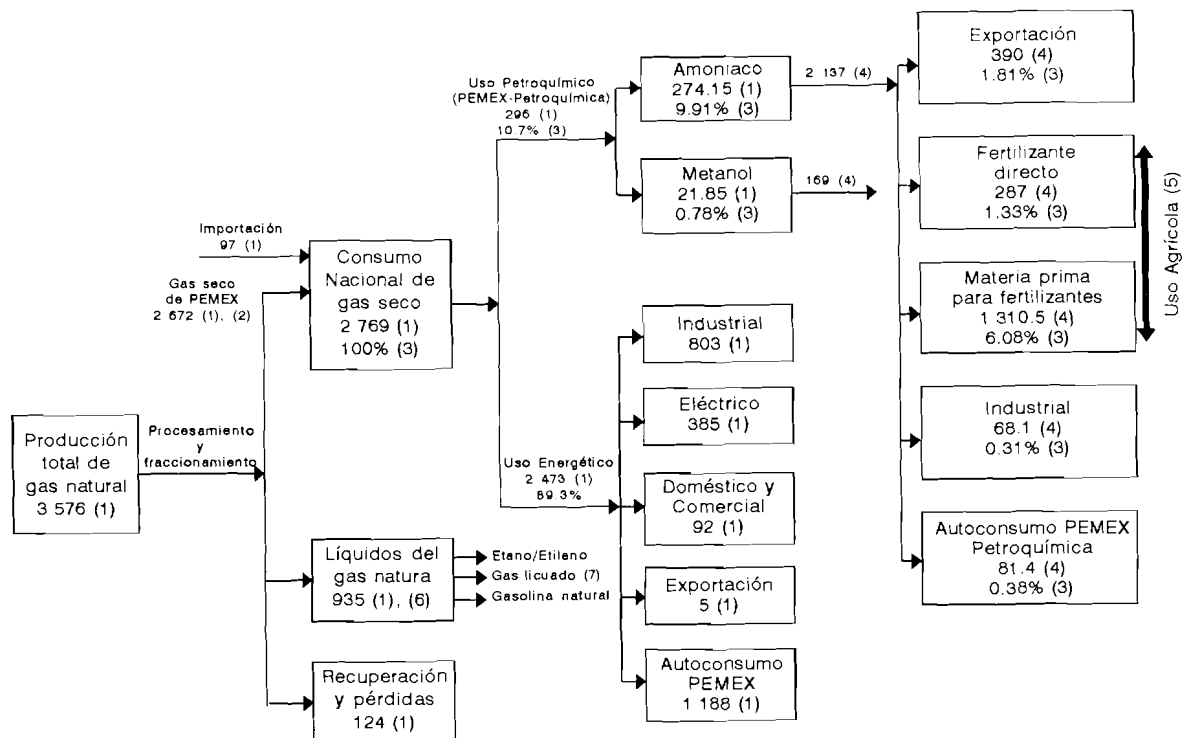 Producción
total de
gas natural
3 576 (1)
Procesamiento
y
fraccionamiento
Importación
97 (1)
Gas seco
de PEMEX
2 672 (1), (2)
Consumo
Nacional de
gas seco
2 769 (1)
100% (3)
Líquidos del
gas natura
935 (1), (6)
Etano/Etileno
Gas licuado (7)
Gasolina natural
Recuperación
y pérdidas
124 (1)
Uso Petroquímico
(PEMEX-Petroquímica)
296 (1)
10.7% (3)
Uso Energético
2 473 (1)
89.3%
Amoniaco
274.15 (1)
9.91% (3)
2 137 (4)
Metanol
21.85 (1)
0.78% (3)
169 (4)
Industrial
803 (1)
Eléctrico
385 (1)
Doméstico y
Comercial
92 (1)
Exportación
5 (1)
Autoconsumo
PEMEX
1 188 (1)
Exportación
390 (4)
1.81% (3)
Fertilizante
directo
287 (4)
1.33% (3)
Materia prima
para fertilizantes
1 310.5 (4)
6.08% (3)
Uso Agrícola (5)
Industrial
68.1 (4)
0.31% (3)
Autoconsumo PEMEX
Petroquímica
81.4 (4)
0.38% (3)